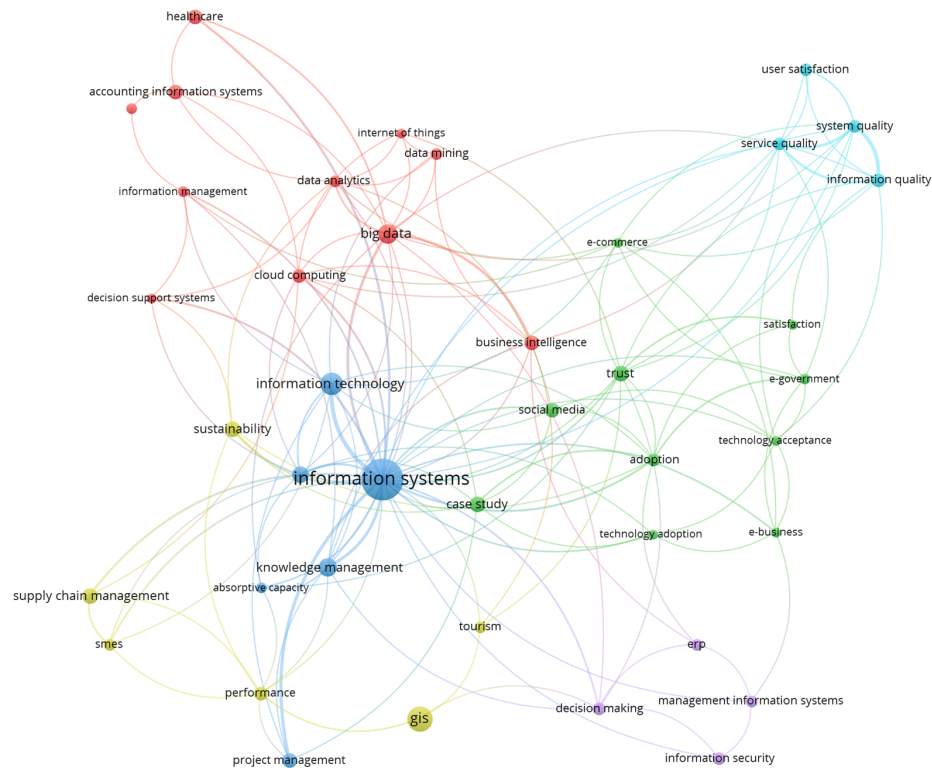 healthcare
user satisfaction
accounting information systems
system quality
internet of things
service quality
data mining
data analytics
information quality
information management
big data
e-commerce
cloud computing
decision support systems
satisfaction
business intelligence
trust
e-government
information technology
social media
sustainability
technology acceptance
adoption
information systems
case study
technology adoption
e-business
knowledge management
absorptive capacity
supply chain management
tourism
smes
erp
performance
management information systems
decision making
gis
information security
project management